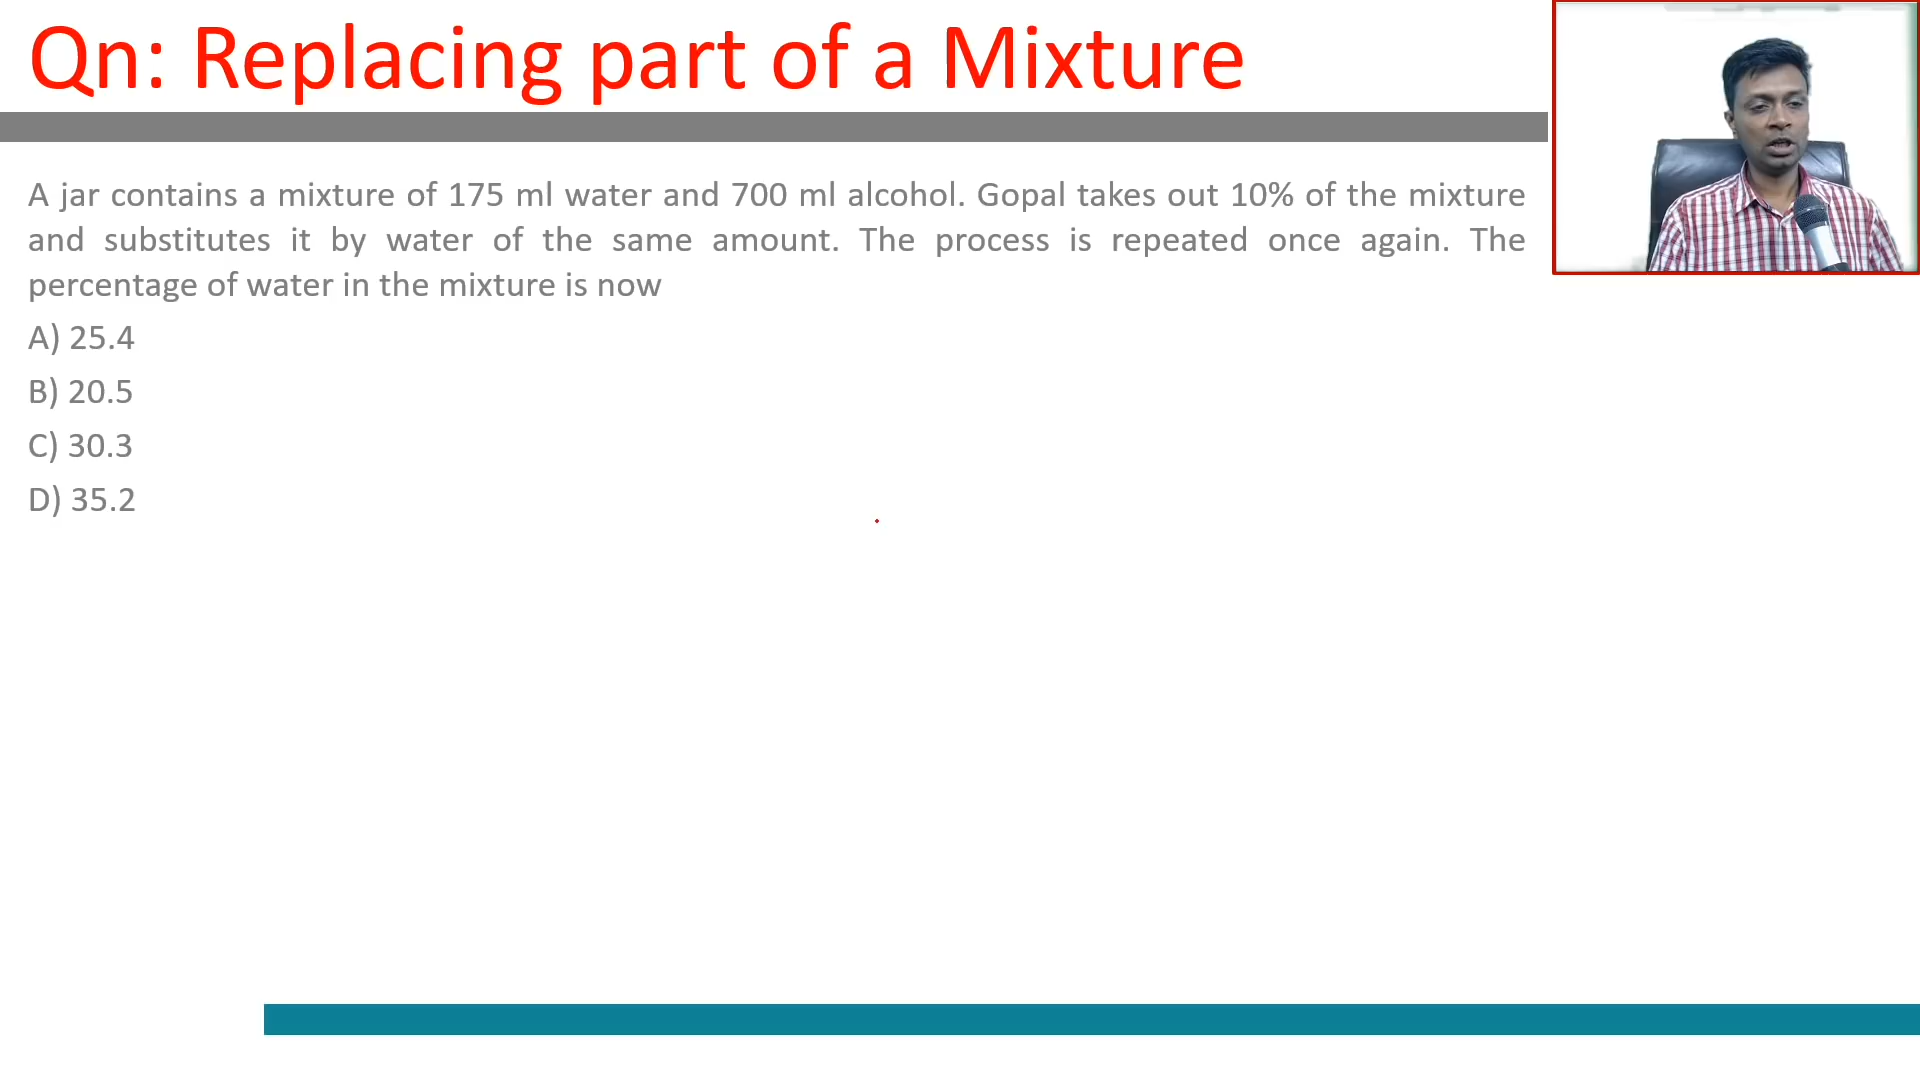 Qn: Replacing part of a Mixture
A jar contains a mixture of 175 ml water and 700 ml alcohol. Gopal takes out 10% of the mixture
and substitutes it by water of the same amount. The process is repeated once again. The
percentage of water in the mixture is now
A) 25.4
B) 20.5
C) 30.3
D) 35.2